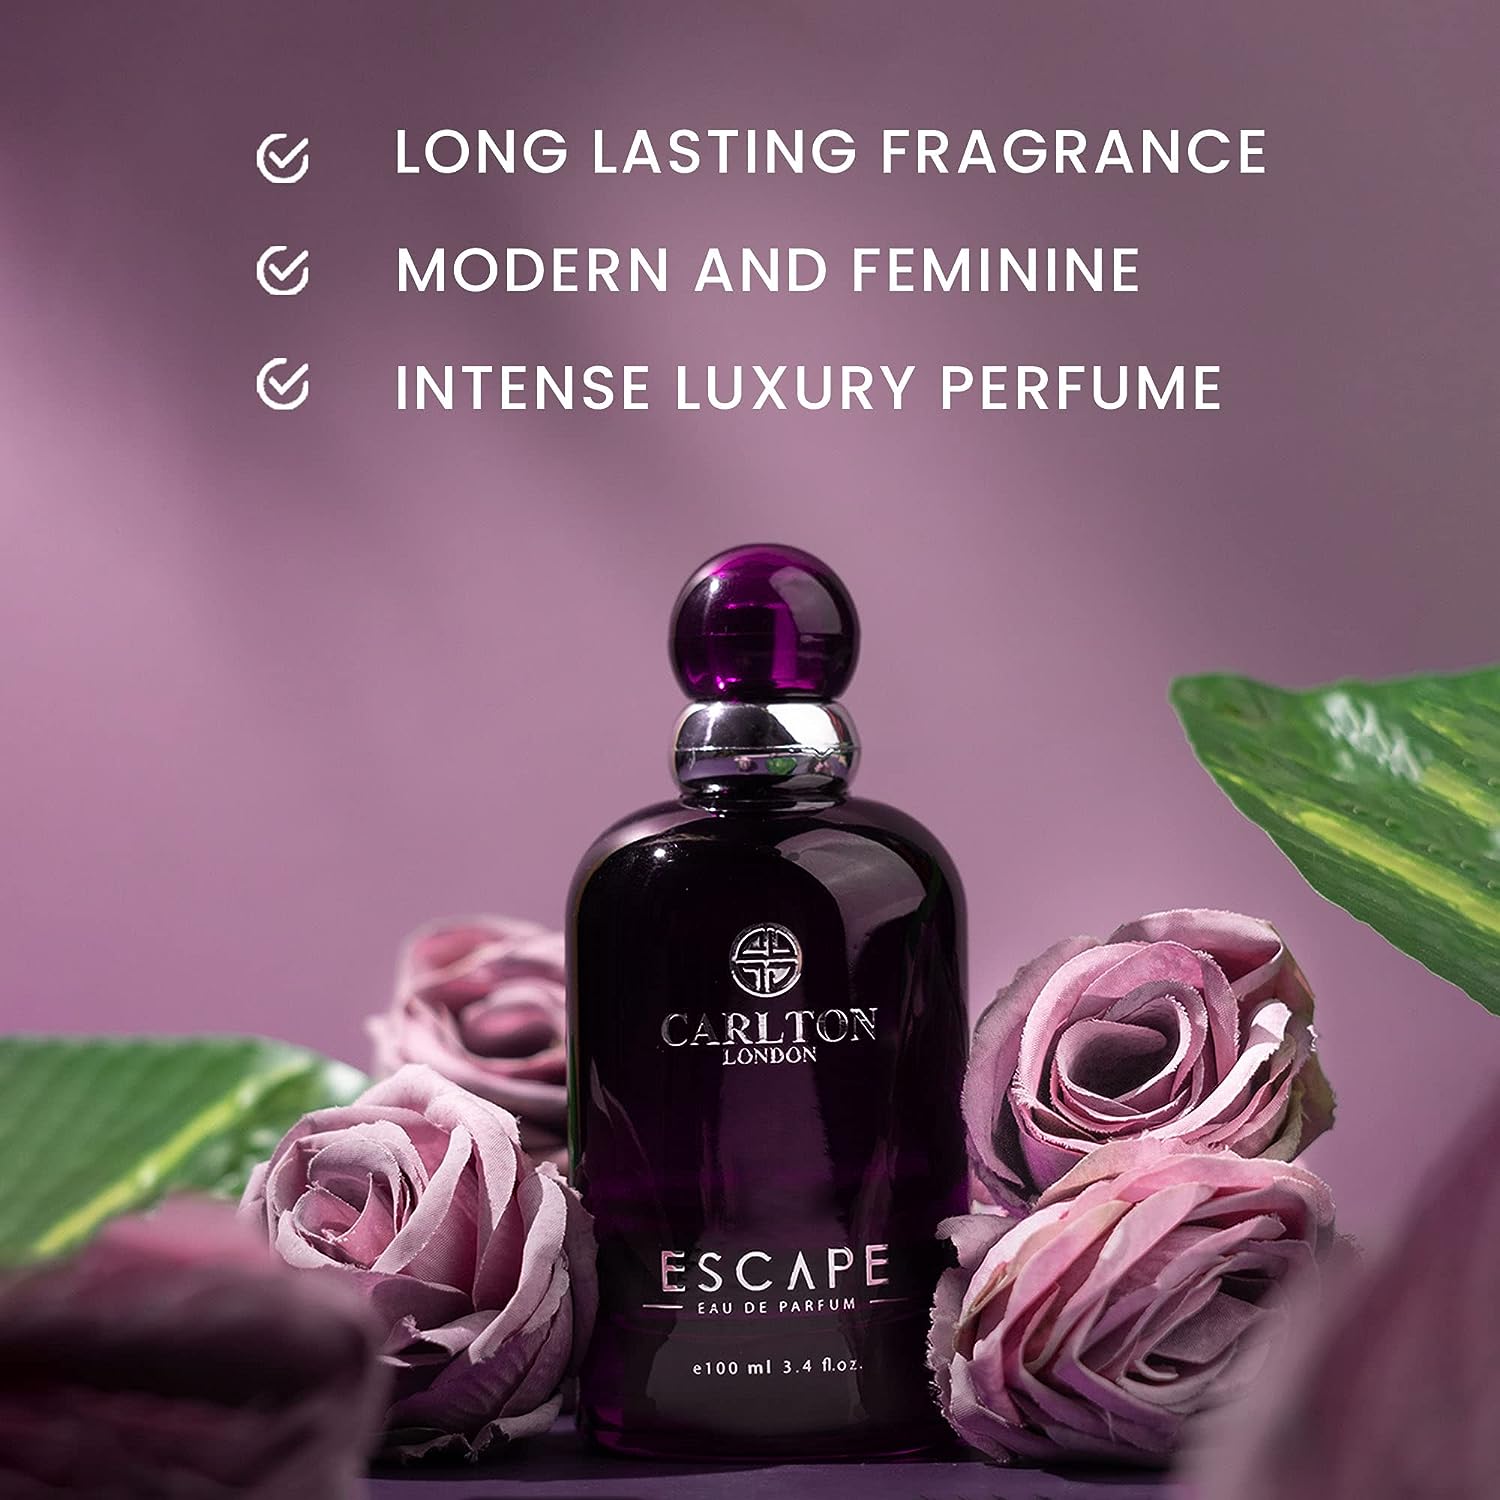 LONG LASTING FRAGRANCE
MODERN AND FEMININE
INTENSE LUXURY PERFUME
CARLTON
LONDON
ESCAPE
EAU DE PARFUM
e100 ml 3.4 fl.oz.